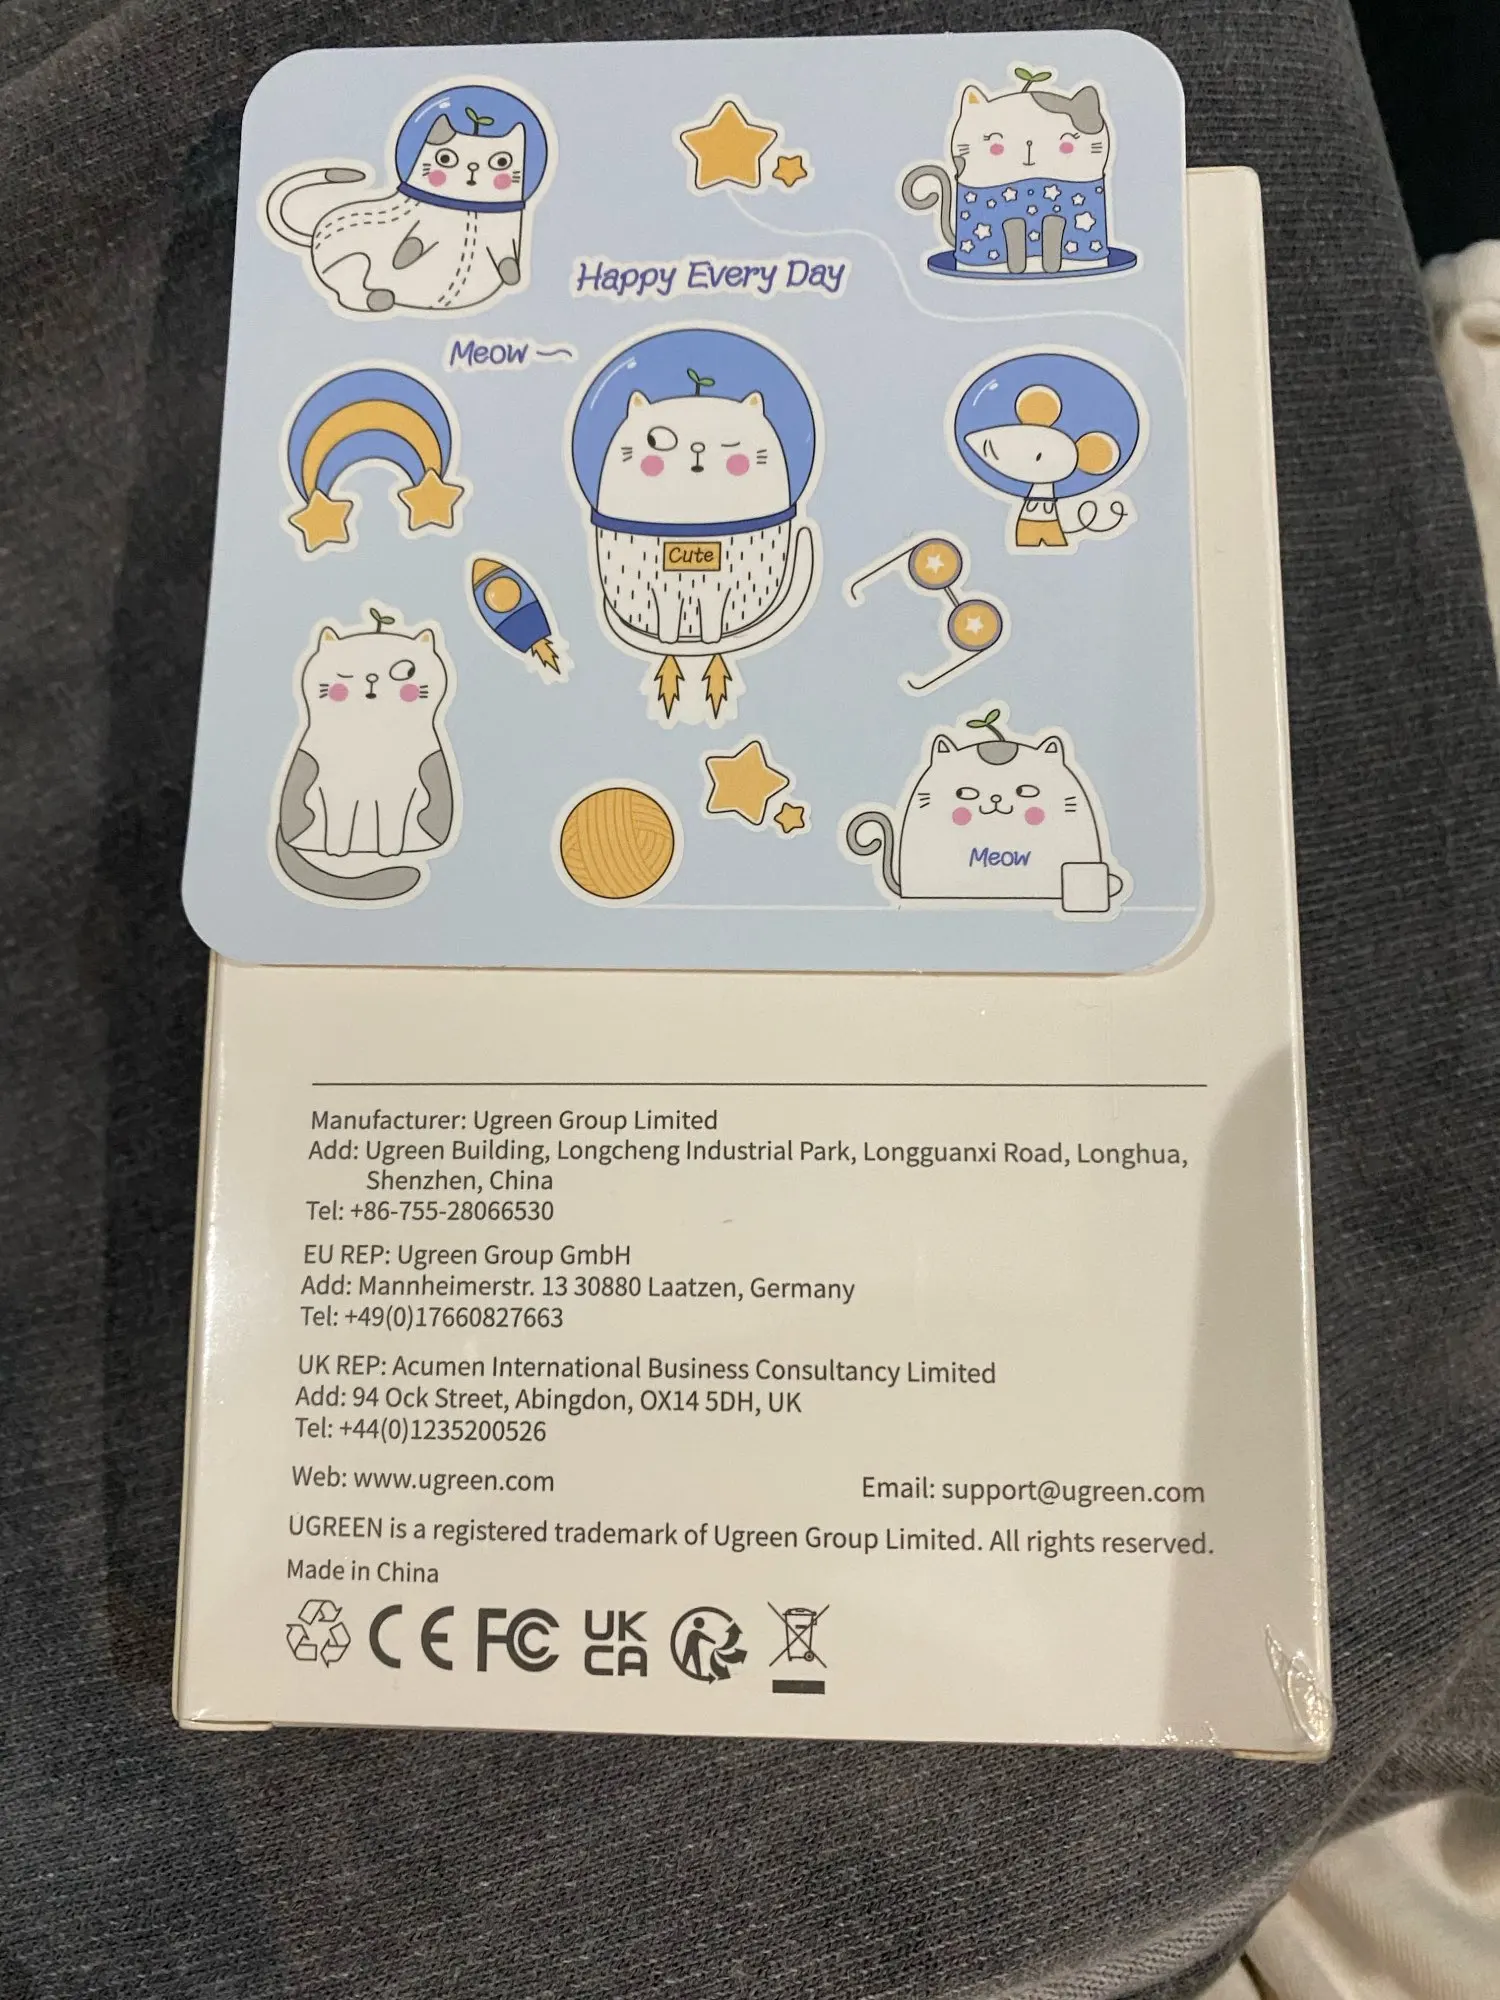 Happy Every Day
Meow
Cute
Meow
Manufacturer: Ugreen Group Limited
Add: Ugreen Building, Longcheng Industrial Park, Longguanxi Road, Longhua,
Shenzhen, China
Tel: +86-755-28066530
EU REP: Ugreen Group GmbH
Add: Mannheimerstr. 13 30880 Laatzen, Germany
Tel: +49(0)17660827663
UK REP: Acumen International Business Consultancy Limited
Add: 94 Ock Street, Abingdon, OX14 5DH, UK
Tel: +44(0)1235200526
Web: www.ugreen.com Email: support@ugreen.com
UGREEN is a registered trademark of Ugreen Group Limited. All rights reserved.
Made in China
CE FC UK
CA